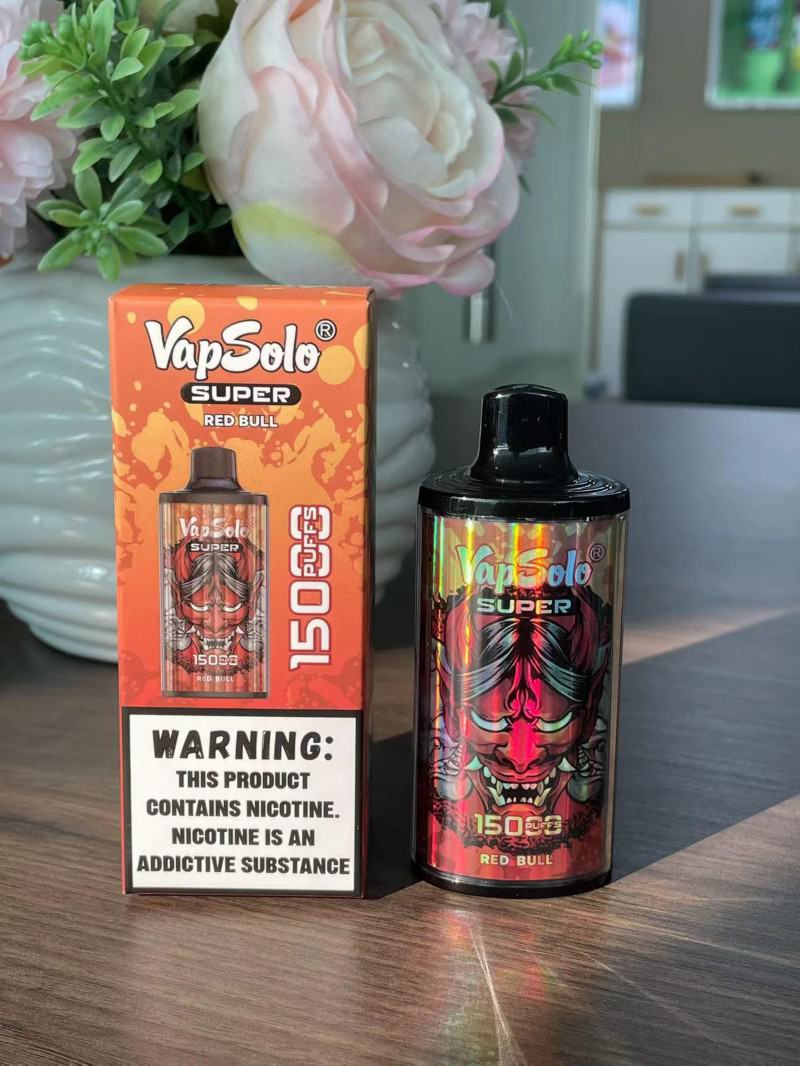 VapSolo®
SUPER
RED BULL
VapSolo
SUPER
15000
RED BULL
15000 PUFFS
WARNING:
THIS PRODUCT
CONTAINS NICOTINE.
NICOTINE IS AN
ADDICTIVE SUBSTANCE
VapSolo®
SUPER
15000 PUFFS
RED BULL